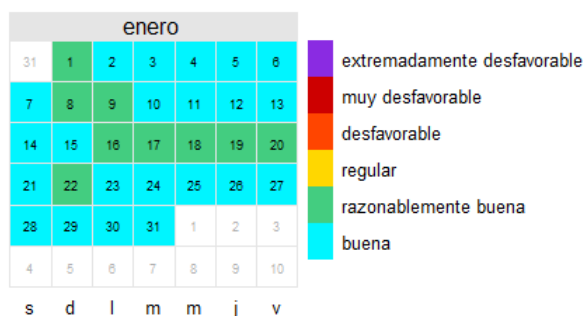 enero
31 1 2 3 4 5 6
7 8 9 10 11 12 13
14 15 16 17 18 19 20
21 22 23 24 25 26 27
28 29 30 31 1 2 3
4 5 6 7 8 9 10
s d l m m j v
extremadamente desfavorable
muy desfavorable
desfavorable
regular
razonablemente buena
buena